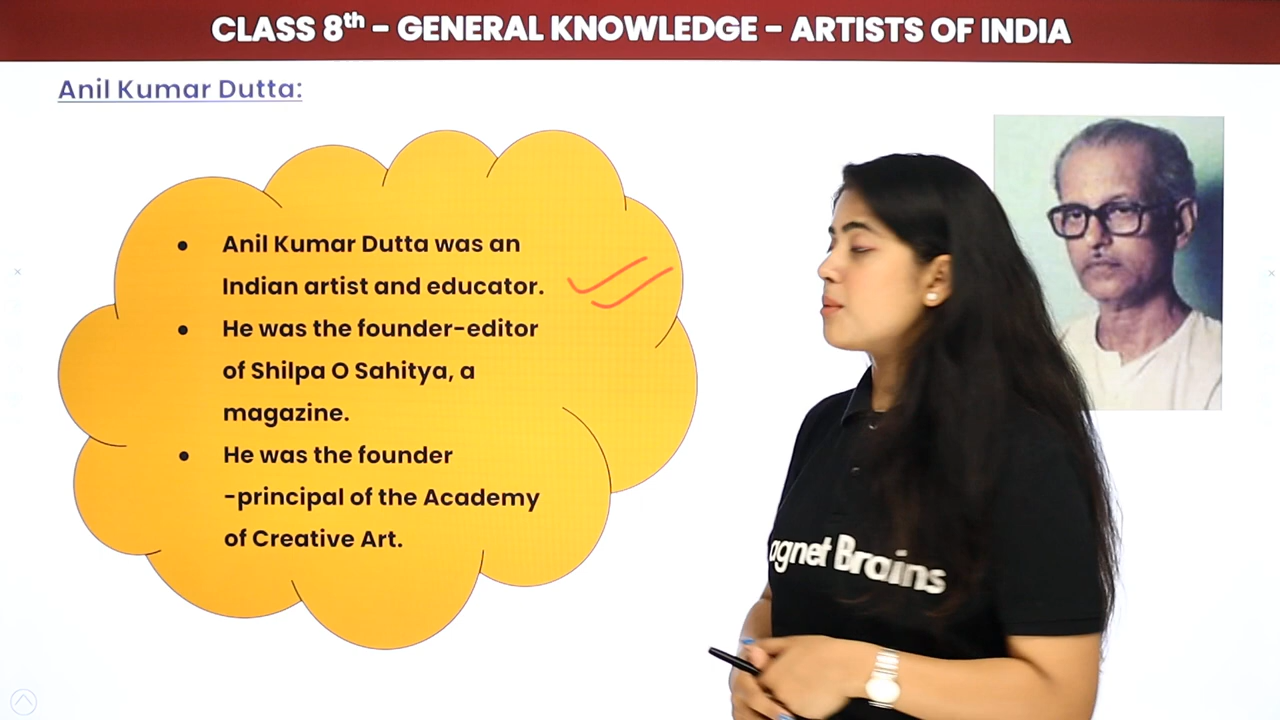 CLASS 8th - GENERAL KNOWLEDGE - ARTISTS OF INDIA
Anil Kumar Dutta:
• Anil Kumar Dutta was an
Indian artist and educator.
• He was the founder-editor
of Shilpa O Sahitya, a
magazine.
• He was the founder
-principal of the Academy
of Creative Art.
agnet Brains